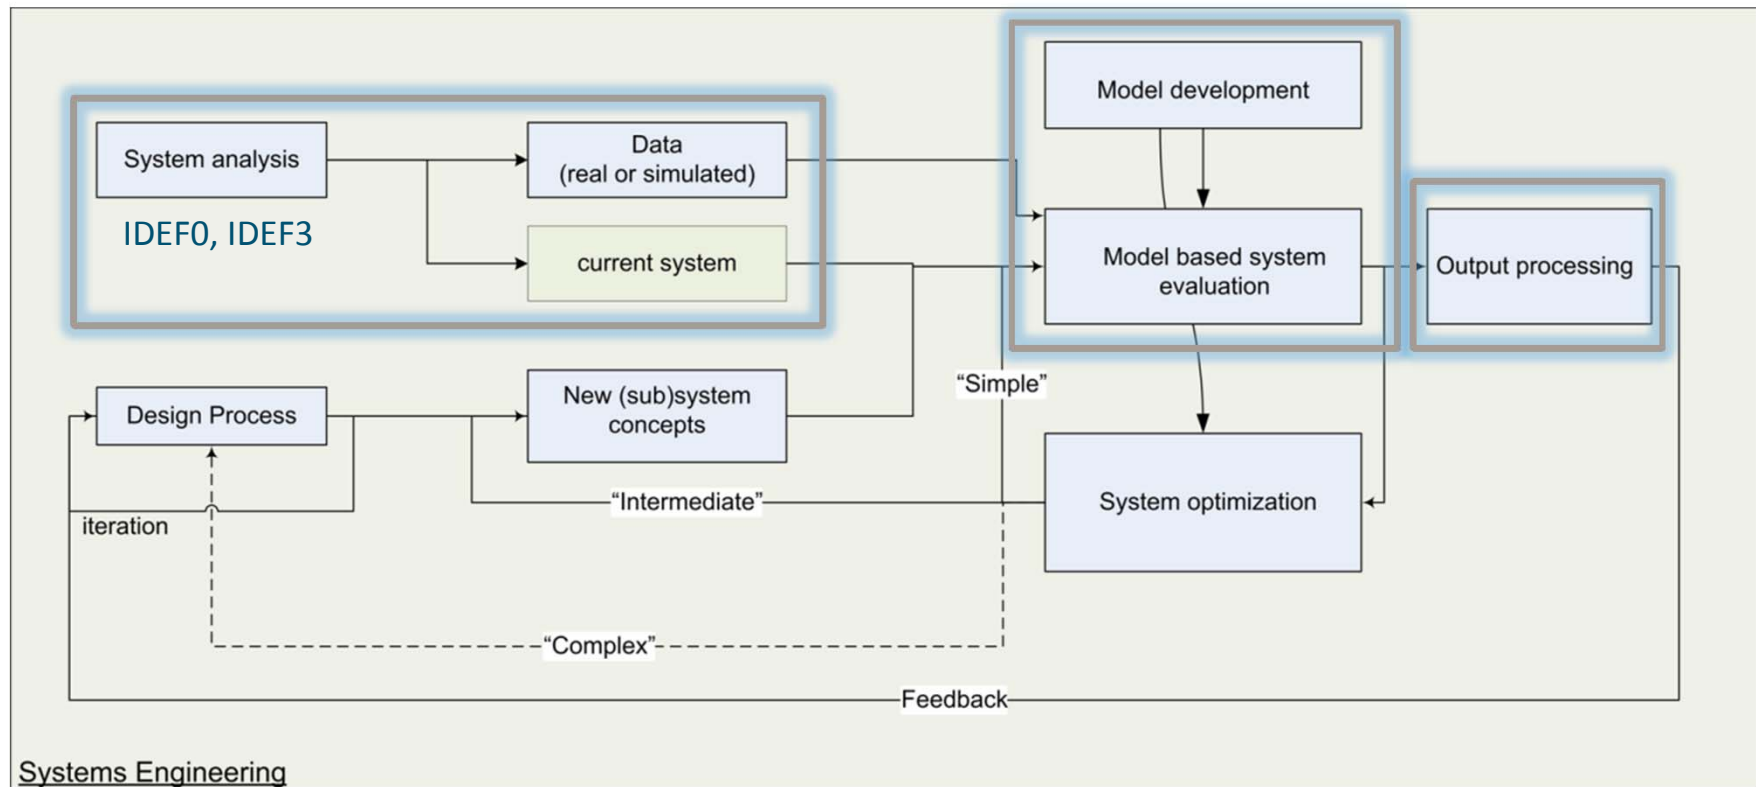 Model development
System analysis
Data
(real or simulated)
IDEF0, IDEF3
current system
Model based system
evaluation
Output processing
"Simple"
Design Process
New (sub)system
concepts
"Intermediate"
System optimization
iteration
"Complex"
Feedback
Systems Engineering